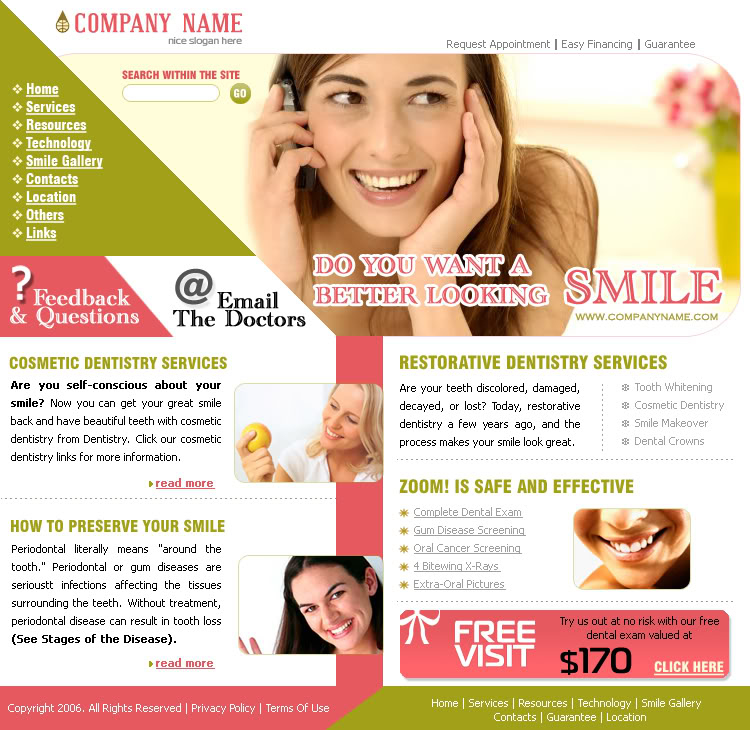 COMPANY NAME
nice slogan here
Request Appointment | Easy Financing | Guarantee
SEARCH WITHIN THE SITE
GO
Home
Services
Resources
Technology
Smile Gallery
Contacts
Location
Others
Links
DO YOU WANT A
BETTER LOOKING SMILE
WWW.COMPANYNAME.COM
? Feedback
& Questions
@ Email
The Doctors
COSMETIC DENTISTRY SERVICES
Are you self-conscious about your
smile? Now you can get your great smile
back and have beautiful teeth with cosmetic
dentistry from Dentistry. Click our cosmetic
dentistry links for more information.
read more
HOW TO PRESERVE YOUR SMILE
Periodontal literally means "around the
tooth." Periodontal or gum diseases are
serioustt infections affecting the tissues
surrounding the teeth. Without treatment,
periodontal disease can result in tooth loss
(See Stages of the Disease).
read more
RESTORATIVE DENTISTRY SERVICES
Are your teeth discolored, damaged,
decayed, or lost? Today, restorative
dentistry a few years ago, and the
process makes your smile look great.
Tooth Whitening
Cosmetic Dentistry
Smile Makeover
Dental Crowns
ZOOM! IS SAFE AND EFFECTIVE
Complete Dental Exam
Gum Disease Screening
Oral Cancer Screening
4 Bitewing X-Rays
Extra-Oral Pictures
FREE
VISIT
Try us out at no risk with our free
dental exam valued at
$170
CLICK HERE
Copyright 2006. All Rights Reserved | Privacy Policy | Terms Of Use
Home | Services | Resources | Technology | Smile Gallery
Contacts | Guarantee | Location